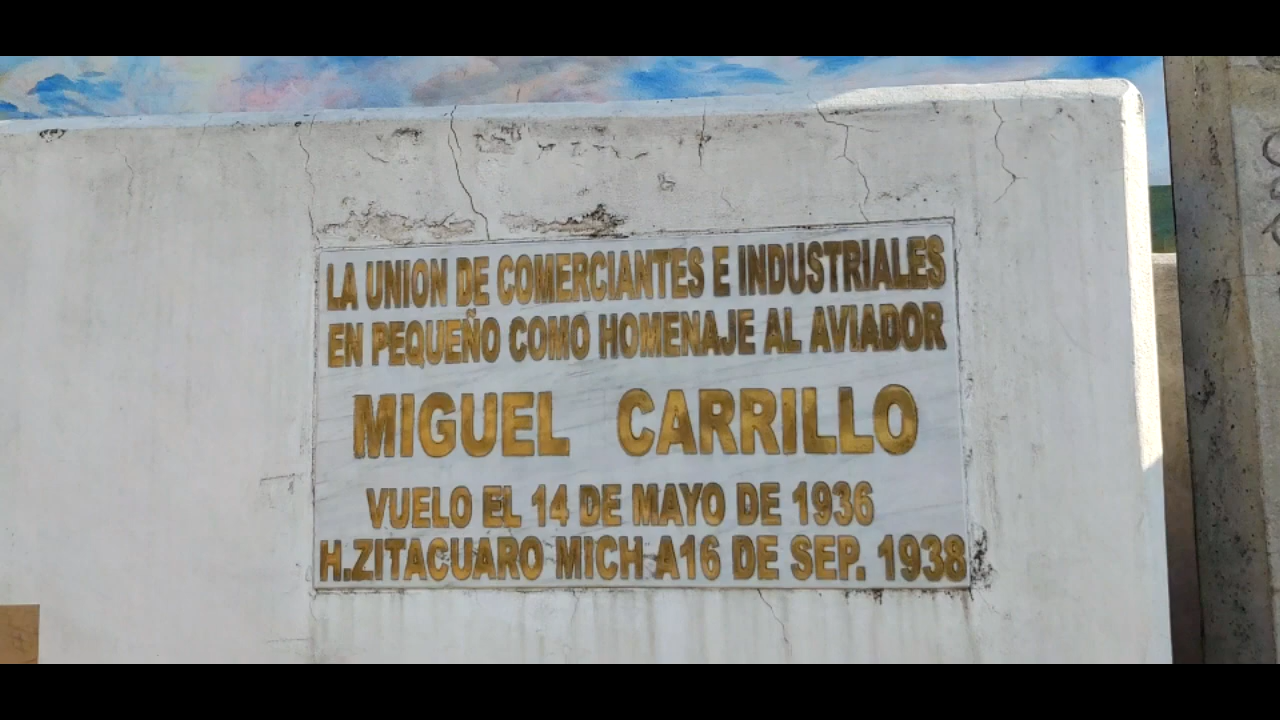 LA UNION DE COMERCIANTES E INDUSTRIALES
EN PEQUEÑO COMO HOMENAJE AL AVIADOR
MIGUEL CARRILLO
VUELO EL 14 DE MAYO DE 1936
H.ZITACUARO MICH A16 DE SEP. 1938